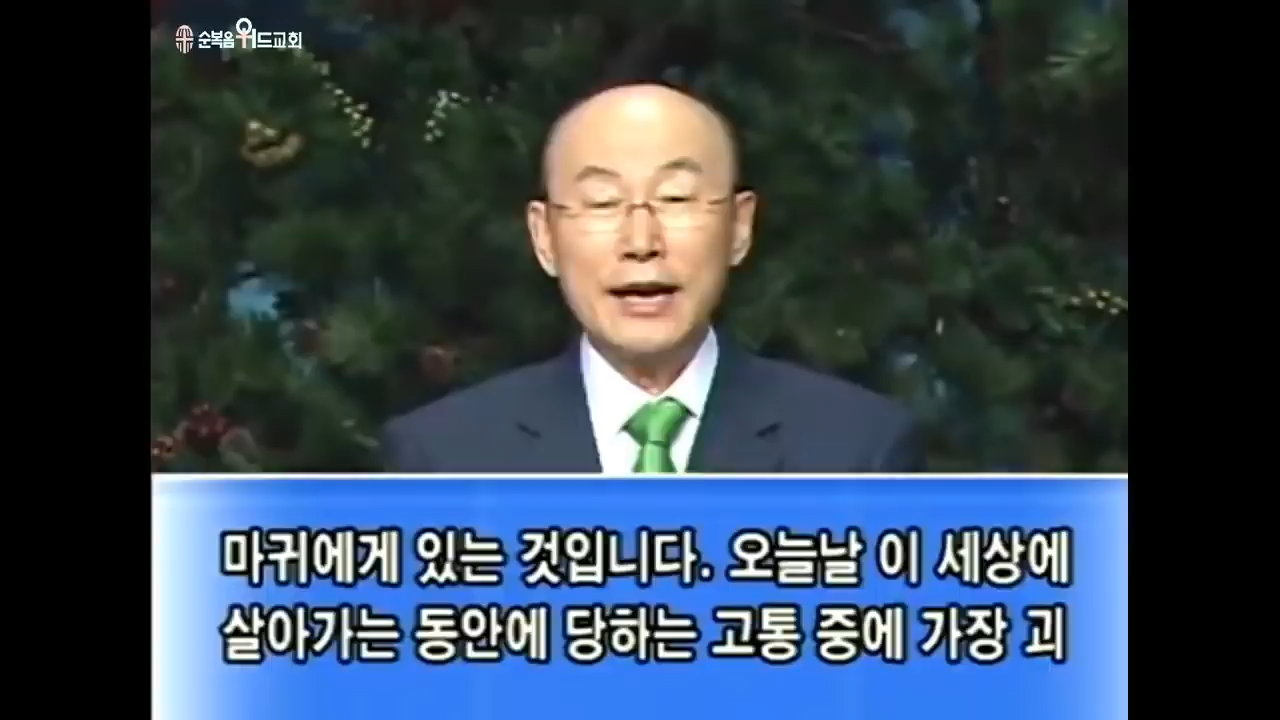 순복음위드교회
마귀에게 있는 것입니다. 오늘날 이 세상에
살아가는 동안에 당하는 고통 중에 가장 괴